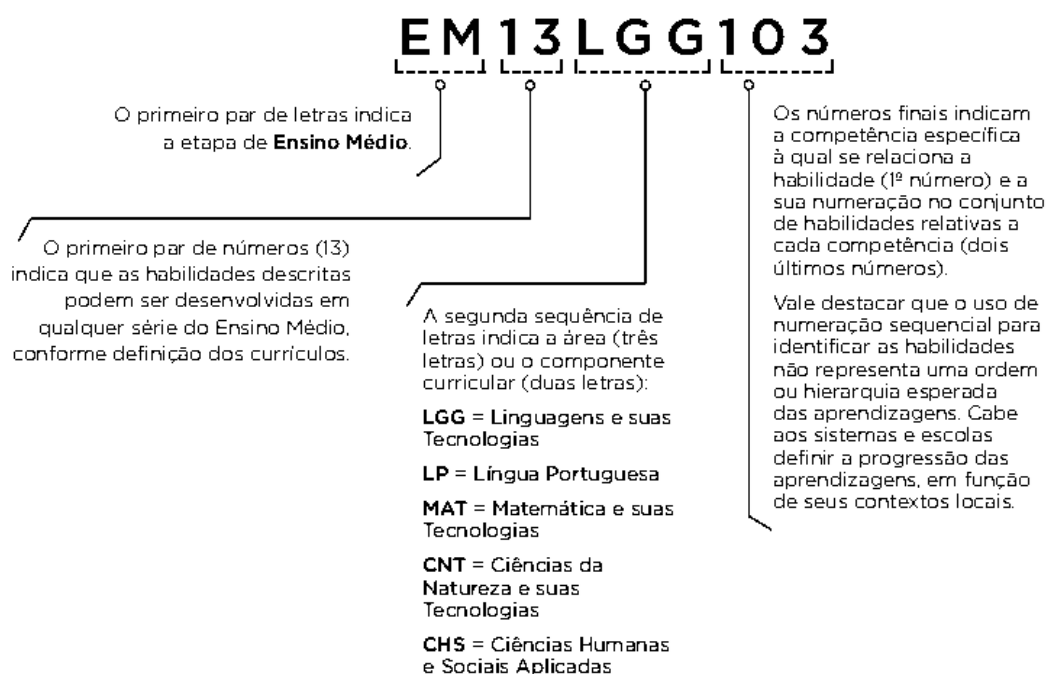 EM13LGG103
O primeiro par de letras indica
a etapa de Ensino Médio.
O primeiro par de números (13)
indica que as habilidades descritas
podem ser desenvolvidas em
qualquer série do Ensino Médio,
conforme definição dos currículos.
A segunda sequência de
letras indica a área (três
letras) ou o componente
curricular (duas letras):
LGG = Linguagens e suas
Tecnologias
LP = Língua Portuguesa
MAT = Matemática e suas
Tecnologias
CNT = Ciências da
Natureza e suas
Tecnologias
CHS = Ciências Humanas
e Sociais Aplicadas
Os números finais indicam
a competência específica
à qual se relaciona a
habilidade (1º número) e a
sua numeração no conjunto
de habilidades relativas a
cada competência (dois
últimos números).
Vale destacar que o uso de
numeração sequencial para
identificar as habilidades
não representa uma ordem
ou hierarquia esperada
das aprendizagens. Cabe
aos sistemas e escolas
definir a progressão das
aprendizagens, em função
de seus contextos locais.